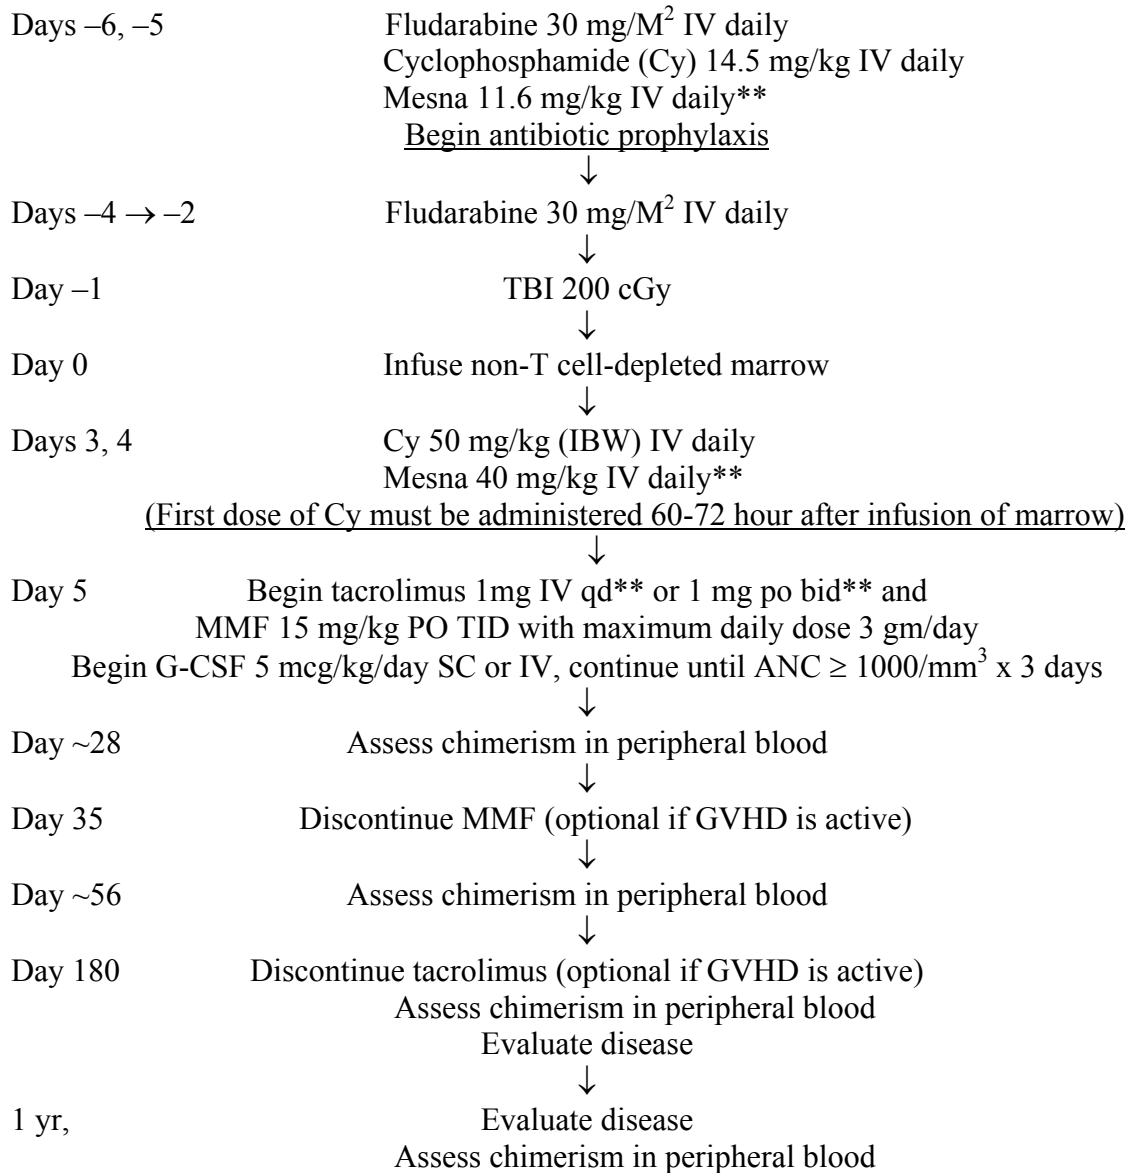 Days –6, –5 Fludarabine 30 mg/M² IV daily
Cyclophosphamide (Cy) 14.5 mg/kg IV daily
Mesna 11.6 mg/kg IV daily**
Begin antibiotic prophylaxis
↓
Days –4 → –2 Fludarabine 30 mg/M² IV daily
↓
Day –1 TBI 200 cGy
↓
Day 0 Infuse non-T cell-depleted marrow
↓
Days 3, 4 Cy 50 mg/kg (IBW) IV daily
Mesna 40 mg/kg IV daily**
(First dose of Cy must be administered 60-72 hour after infusion of marrow)
↓
Day 5 Begin tacrolimus 1mg IV qd** or 1 mg po bid** and
MMF 15 mg/kg PO TID with maximum daily dose 3 gm/day
Begin G-CSF 5 mcg/kg/day SC or IV, continue until ANC ≥ 1000/mm³ x 3 days
↓
Day ~28 Assess chimerism in peripheral blood
↓
Day 35 Discontinue MMF (optional if GVHD is active)
↓
Day ~56 Assess chimerism in peripheral blood
↓
Day 180 Discontinue tacrolimus (optional if GVHD is active)
Assess chimerism in peripheral blood
Evaluate disease
↓
1 yr, Evaluate disease
Assess chimerism in peripheral blood